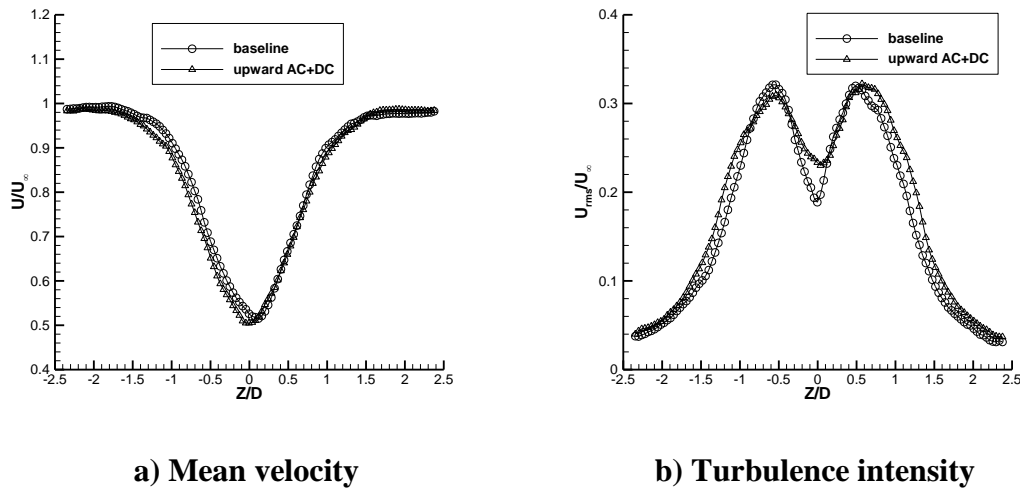 1.2
1.1
1
0.9
0.8
0.7
0.6
0.5
0.4
U/U∞
baseline
upward AC+DC
-2.5 -2 -1.5 -1 -0.5 0 0.5 1 1.5 2 2.5
Z/D
a) Mean velocity
0.4
0.3
0.2
0.1
0
Urms/U∞
baseline
upward AC+DC
-2.5 -2 -1.5 -1 -0.5 0 0.5 1 1.5 2 2.5
Z/D
b) Turbulence intensity